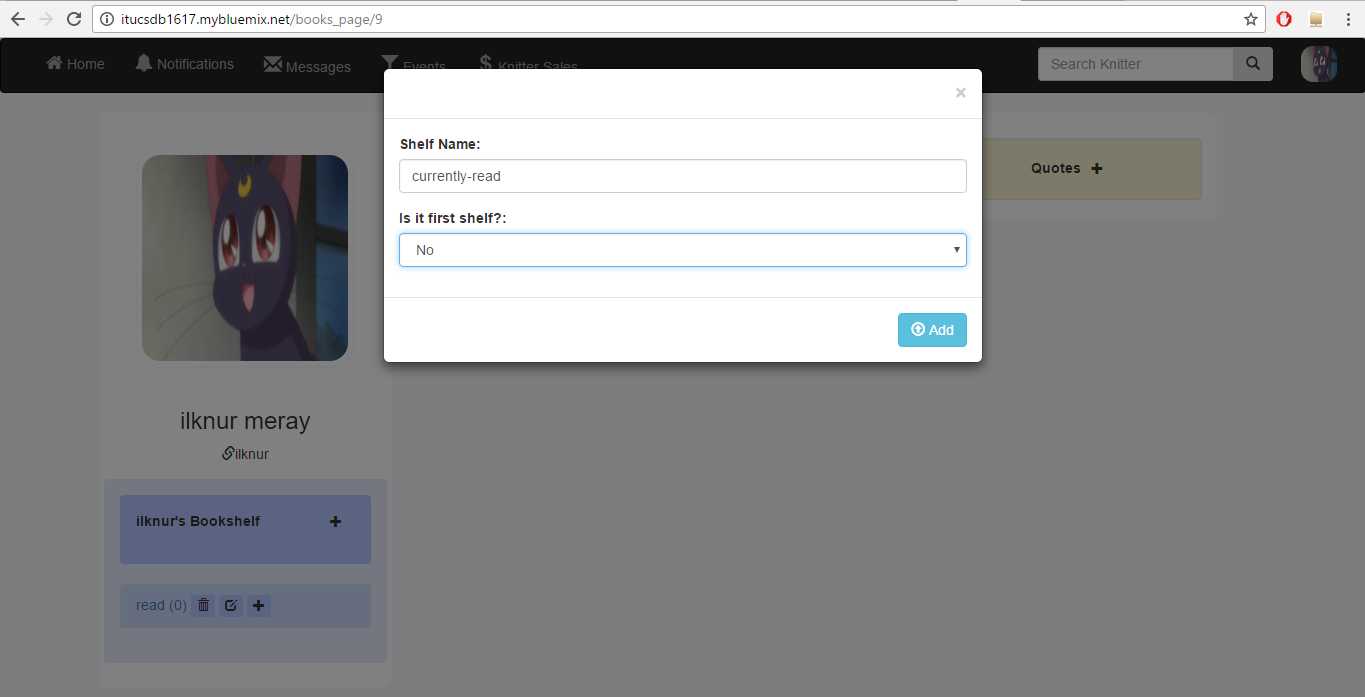 itucsdb1617.mybluemix.net/books_page/9
Home Notifications Messages Events Knitter Sales Search Knitter
×
Shelf Name:
currently-read
Is it first shelf?:
No
Add
Quotes
ilknur meray
ilknur
ilknur's Bookshelf
read (0)